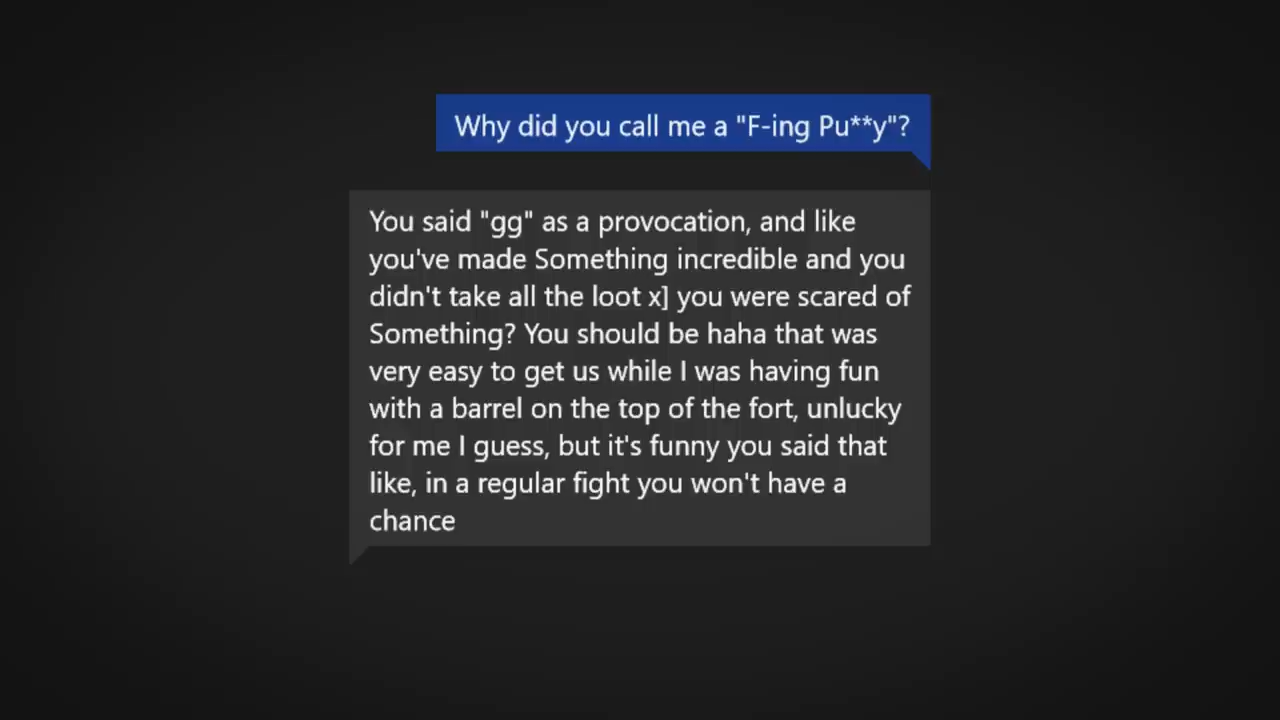 Why did you call me a "F-ing Pu**y"?
You said "gg" as a provocation, and like
you've made Something incredible and you
didn't take all the loot x] you were scared of
Something? You should be haha that was
very easy to get us while I was having fun
with a barrel on the top of the fort, unlucky
for me I guess, but it's funny you said that
like, in a regular fight you won't have a
chance